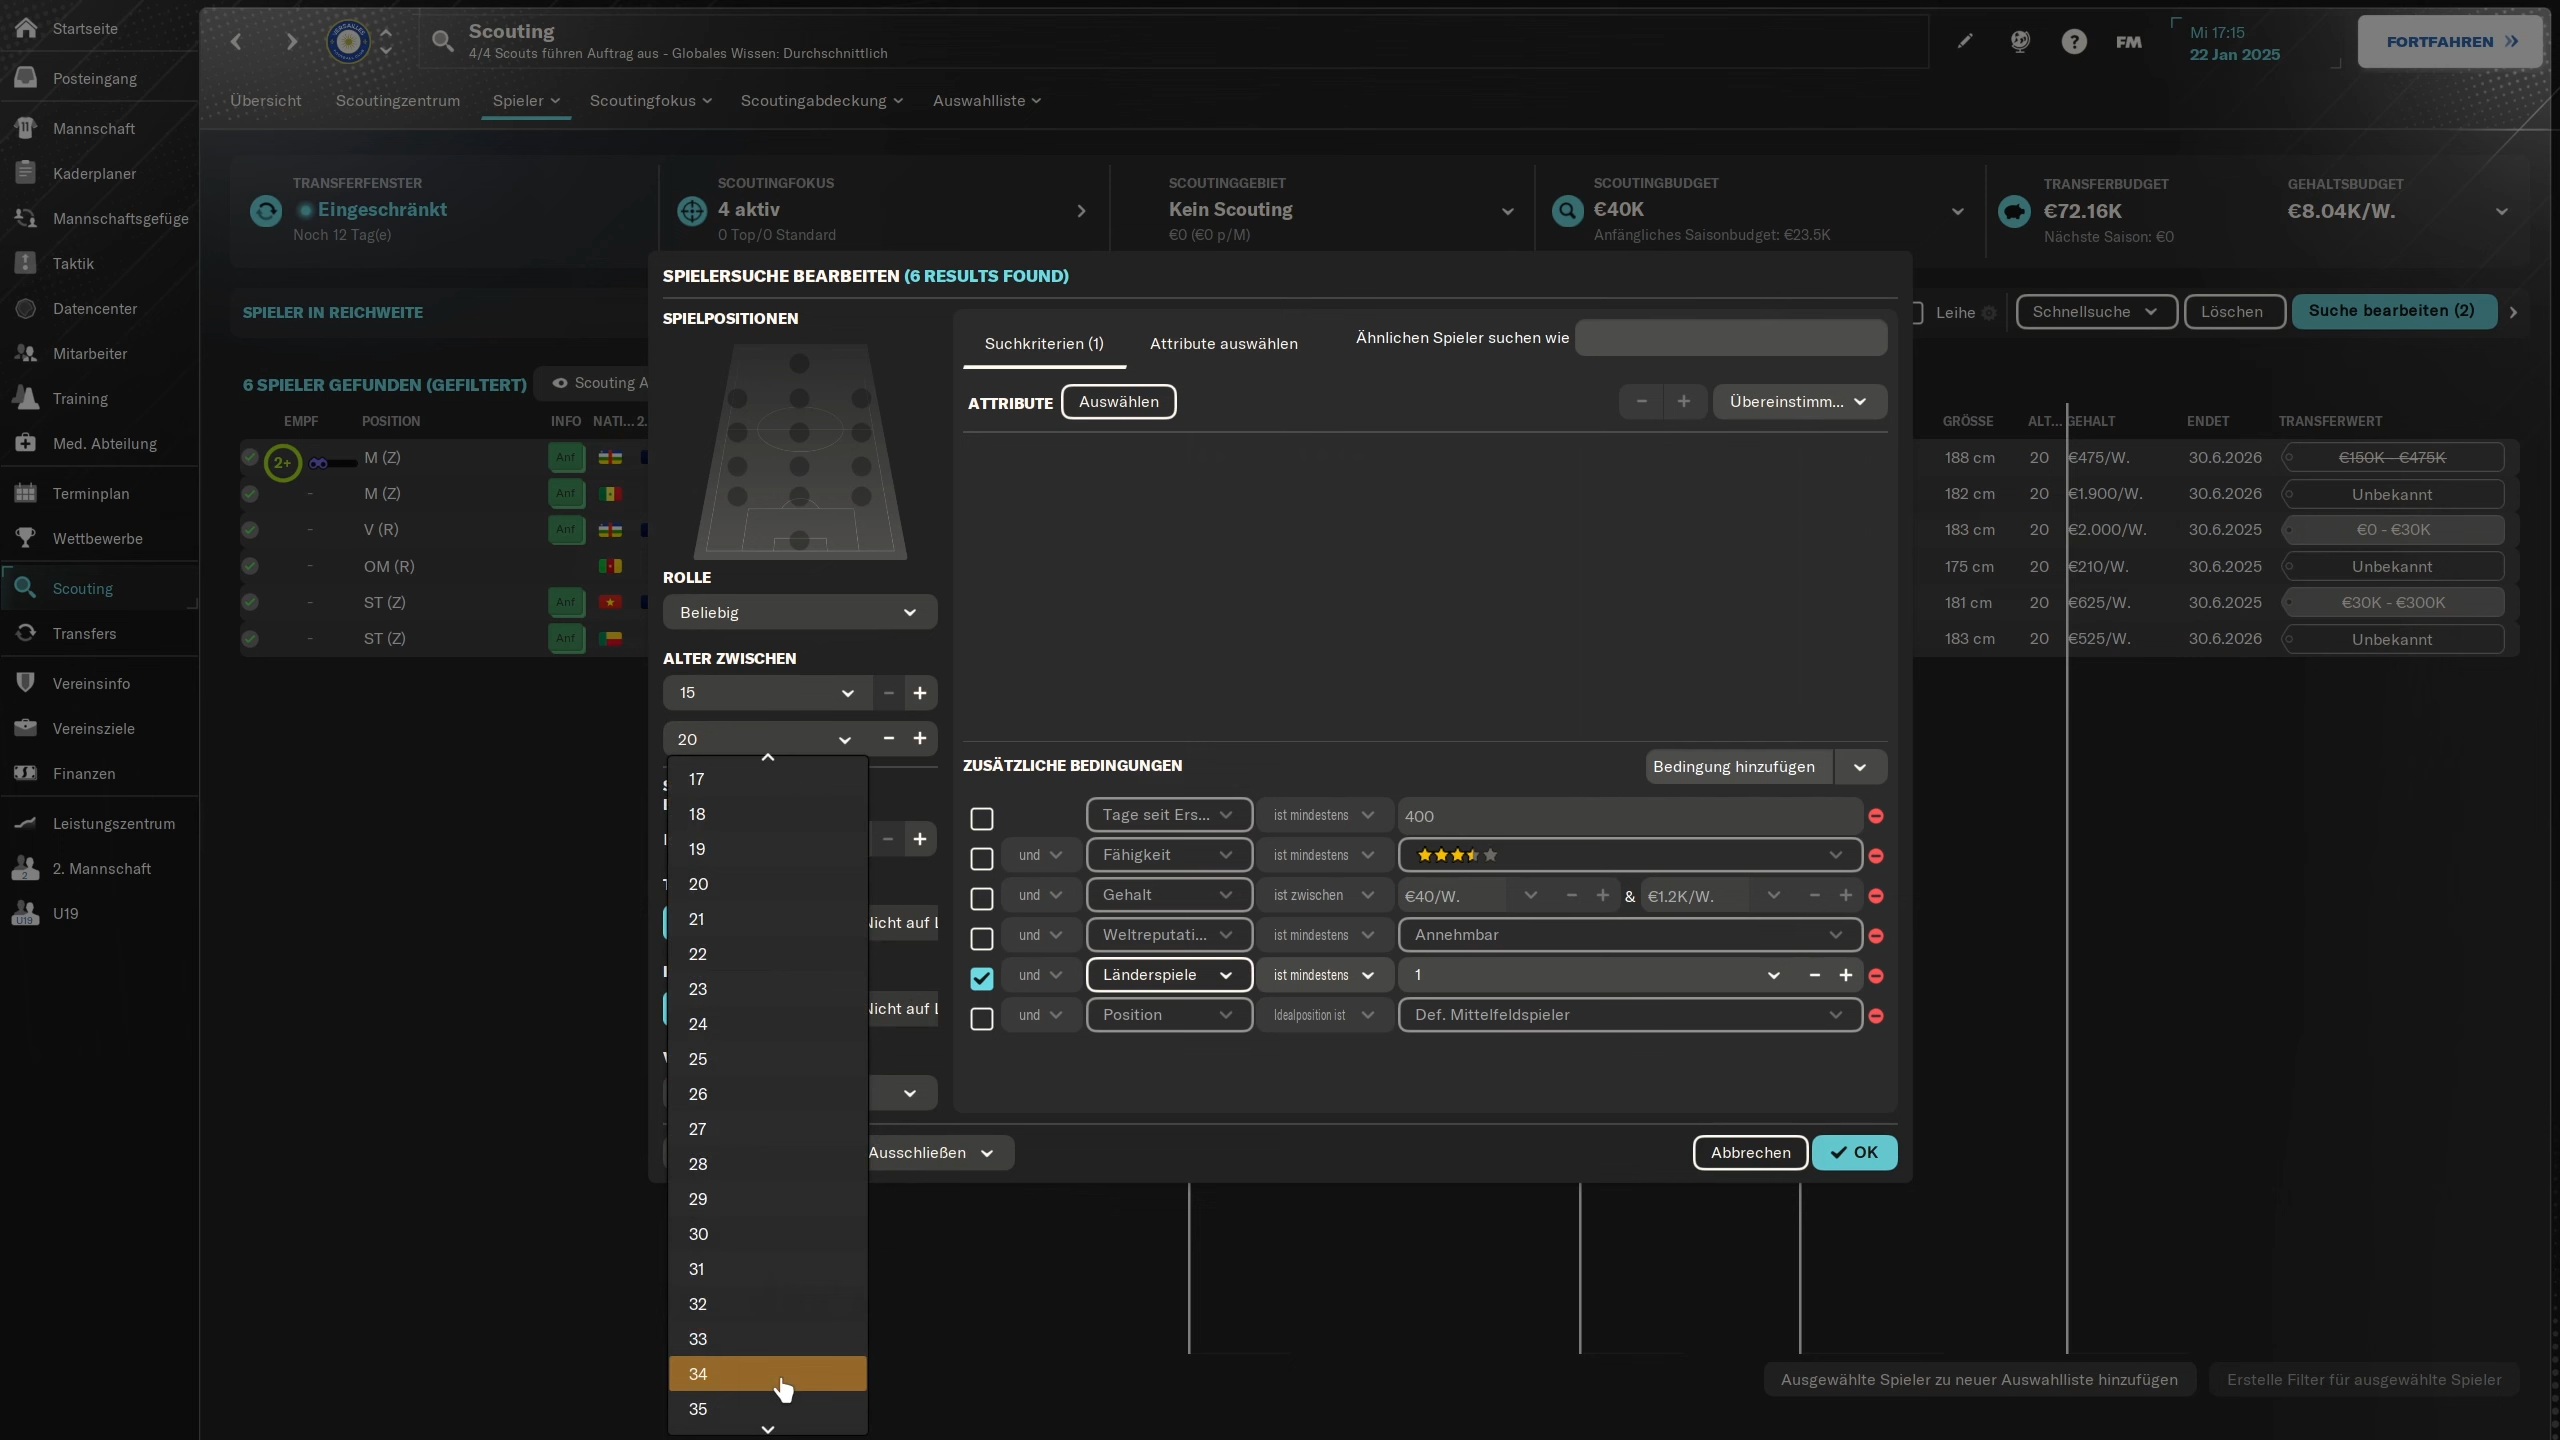 Startseite
Posteingang
Mannschaft
Kaderplaner
Mannschaftsgefüge
Taktik
Datencenter
Mitarbeiter
Training
Med. Abteilung
Terminplan
Wettbewerbe
Scouting
Transfers
Vereinsinfo
Vereinsziele
Finanzen
Leistungszentrum
2. Mannschaft
U19
Scouting
4/4 Scouts führen Auftrag aus - Globales Wissen: Durchschnittlich
FM
Mi 17:15
22 Jan 2025
FORTFAHREN
Übersicht
Scoutingzentrum
Spieler
Scoutingfokus
Scoutingabdeckung
Auswahlliste
TRANSFERFENSTER
Eingeschränkt
Noch 12 Tag(e)
SCOUTINGFOKUS
4 aktiv
0 Top/0 Standard
SCOUTINGGEBIET
Kein Scouting
€0 (€0 p/M)
SCOUTINGBUDGET
€40K
Anfängliches Saisonbudget: €23.5K
TRANSFERBUDGET
€72.16K
Nächste Saison: €0
GEHALTSBUDGET
€8.04K/W.
SPIELER IN REICHWEITE
Leihe
Schnellsuche
Löschen
Suche bearbeiten (2)
6 SPIELER GEFUNDEN (GEFILTERT)
Scouting A
EMPF POSITION INFO NATI... 2.
GRÖSSE ALT... GEHALT ENDET TRANSFERWERT
2+ M (Z) Anf 188 cm 20 €475/W. 30.6.2026 €150K - €475K
- M (Z) Anf 182 cm 20 €1.900/W. 30.6.2026 Unbekannt
- V (R) Anf 183 cm 20 €2.000/W. 30.6.2025 €0 - €30K
- OM (R) 175 cm 20 €210/W. 30.6.2025 Unbekannt
- ST (Z) Anf 181 cm 20 €625/W. 30.6.2025 €30K - €300K
- ST (Z) Anf 183 cm 20 €525/W. 30.6.2026 Unbekannt
SPIELERSUCHE BEARBEITEN (6 RESULTS FOUND)
SPIELPOSITIONEN
ROLLE
Beliebig
ALTER ZWISCHEN
15
20
17
18
19
20
21
22
23
24
25
26
27
28
29
30
31
32
33
34
35
Nicht auf L
Nicht auf L
Ausschließen
Suchkriterien (1)
Attribute auswählen
Ähnlichen Spieler suchen wie
ATTRIBUTE
Auswählen
Übereinstimm...
ZUSÄTZLICHE BEDINGUNGEN
Bedingung hinzufügen
Tage seit Ers... ist mindestens 400
und Fähigkeit ist mindestens
und Gehalt ist zwischen €40/W. & €1.2K/W.
und Weltreputati... ist mindestens Annehmbar
und Länderspiele ist mindestens 1
und Position Idealposition ist Def. Mittelfeldspieler
Abbrechen
OK
Ausgewählte Spieler zu neuer Auswahlliste hinzufügen
Erstelle Filter für ausgewählte Spieler